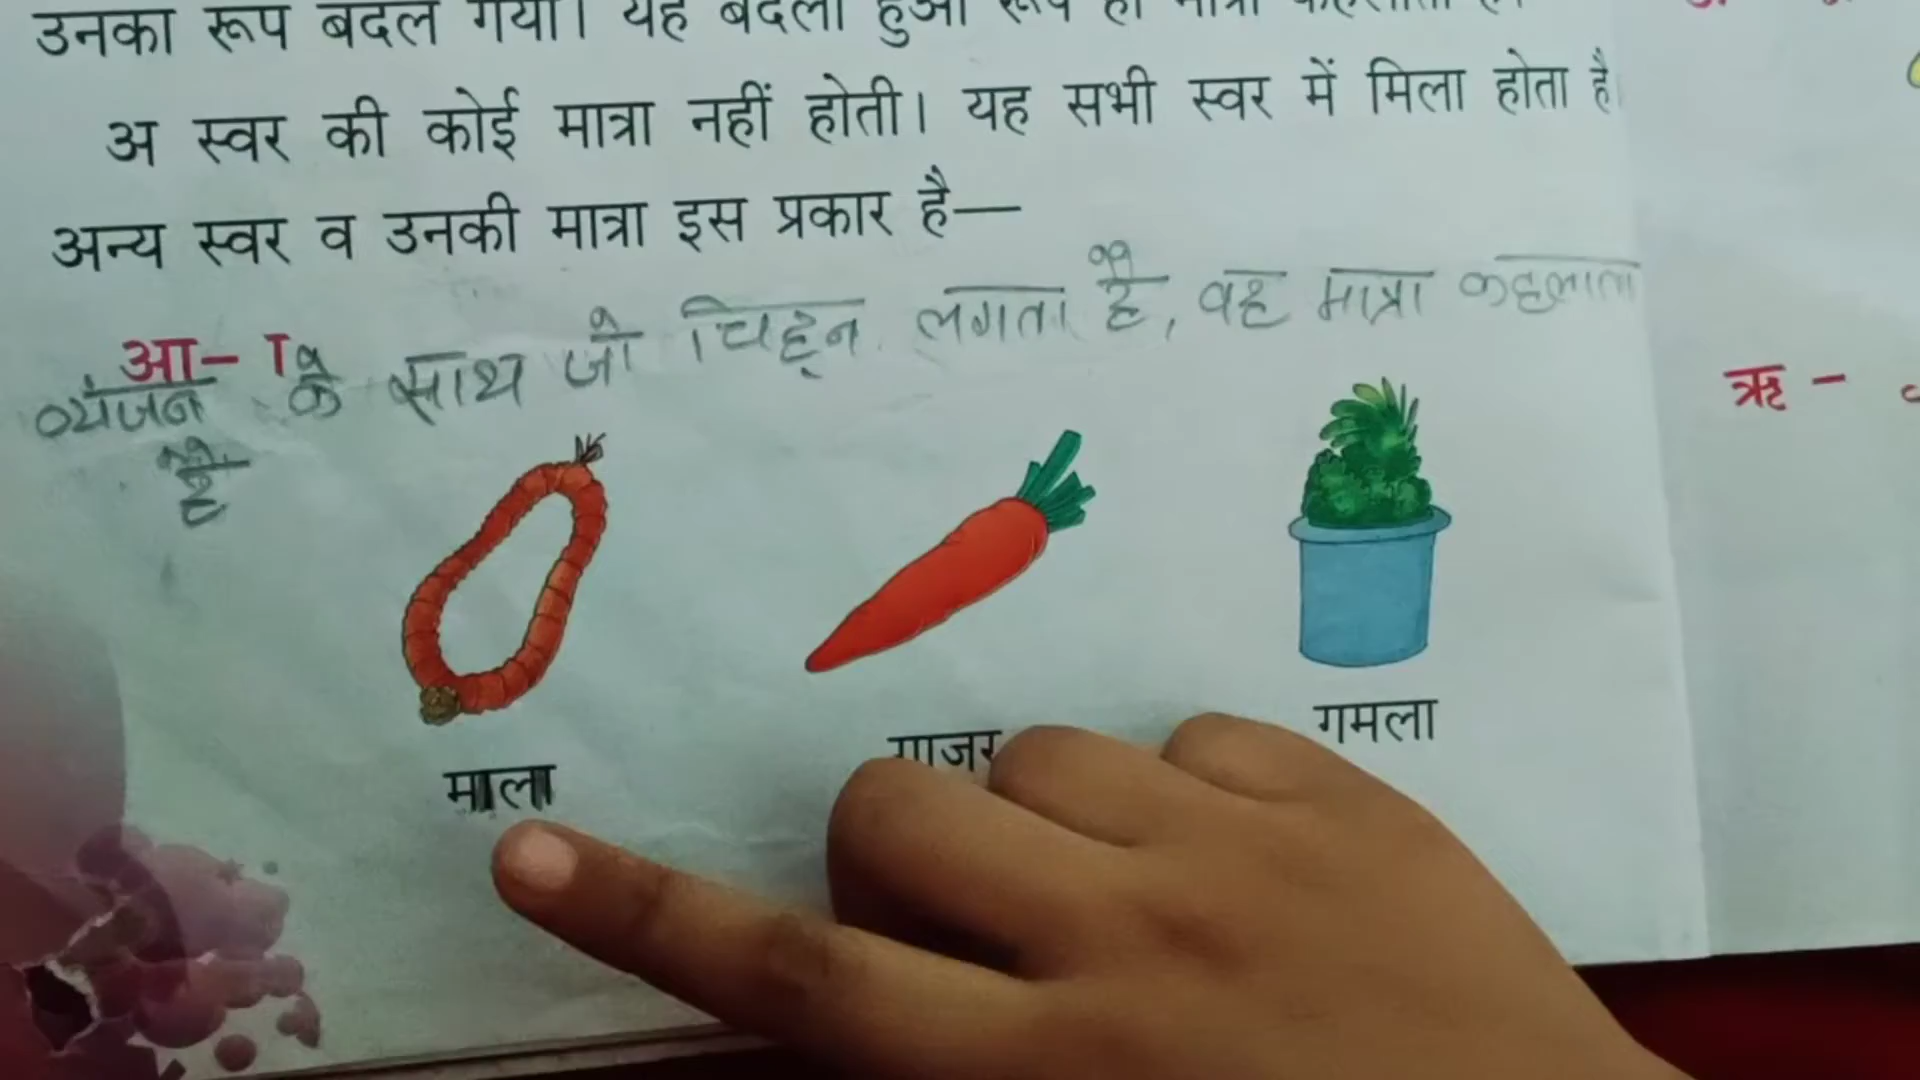 उनका रूप बदल गया। यह बदला हुआ रूप ही मात्रा कहलाता है।
अ स्वर की कोई मात्रा नहीं होती। यह सभी स्वर में मिला होता है।
अन्य स्वर व उनकी मात्रा इस प्रकार है—
आ– ा
व्यंजन के साथ जो चिह्न लगता है, वह मात्रा कहलाता
है
ऋ –
माला गाजर गमला